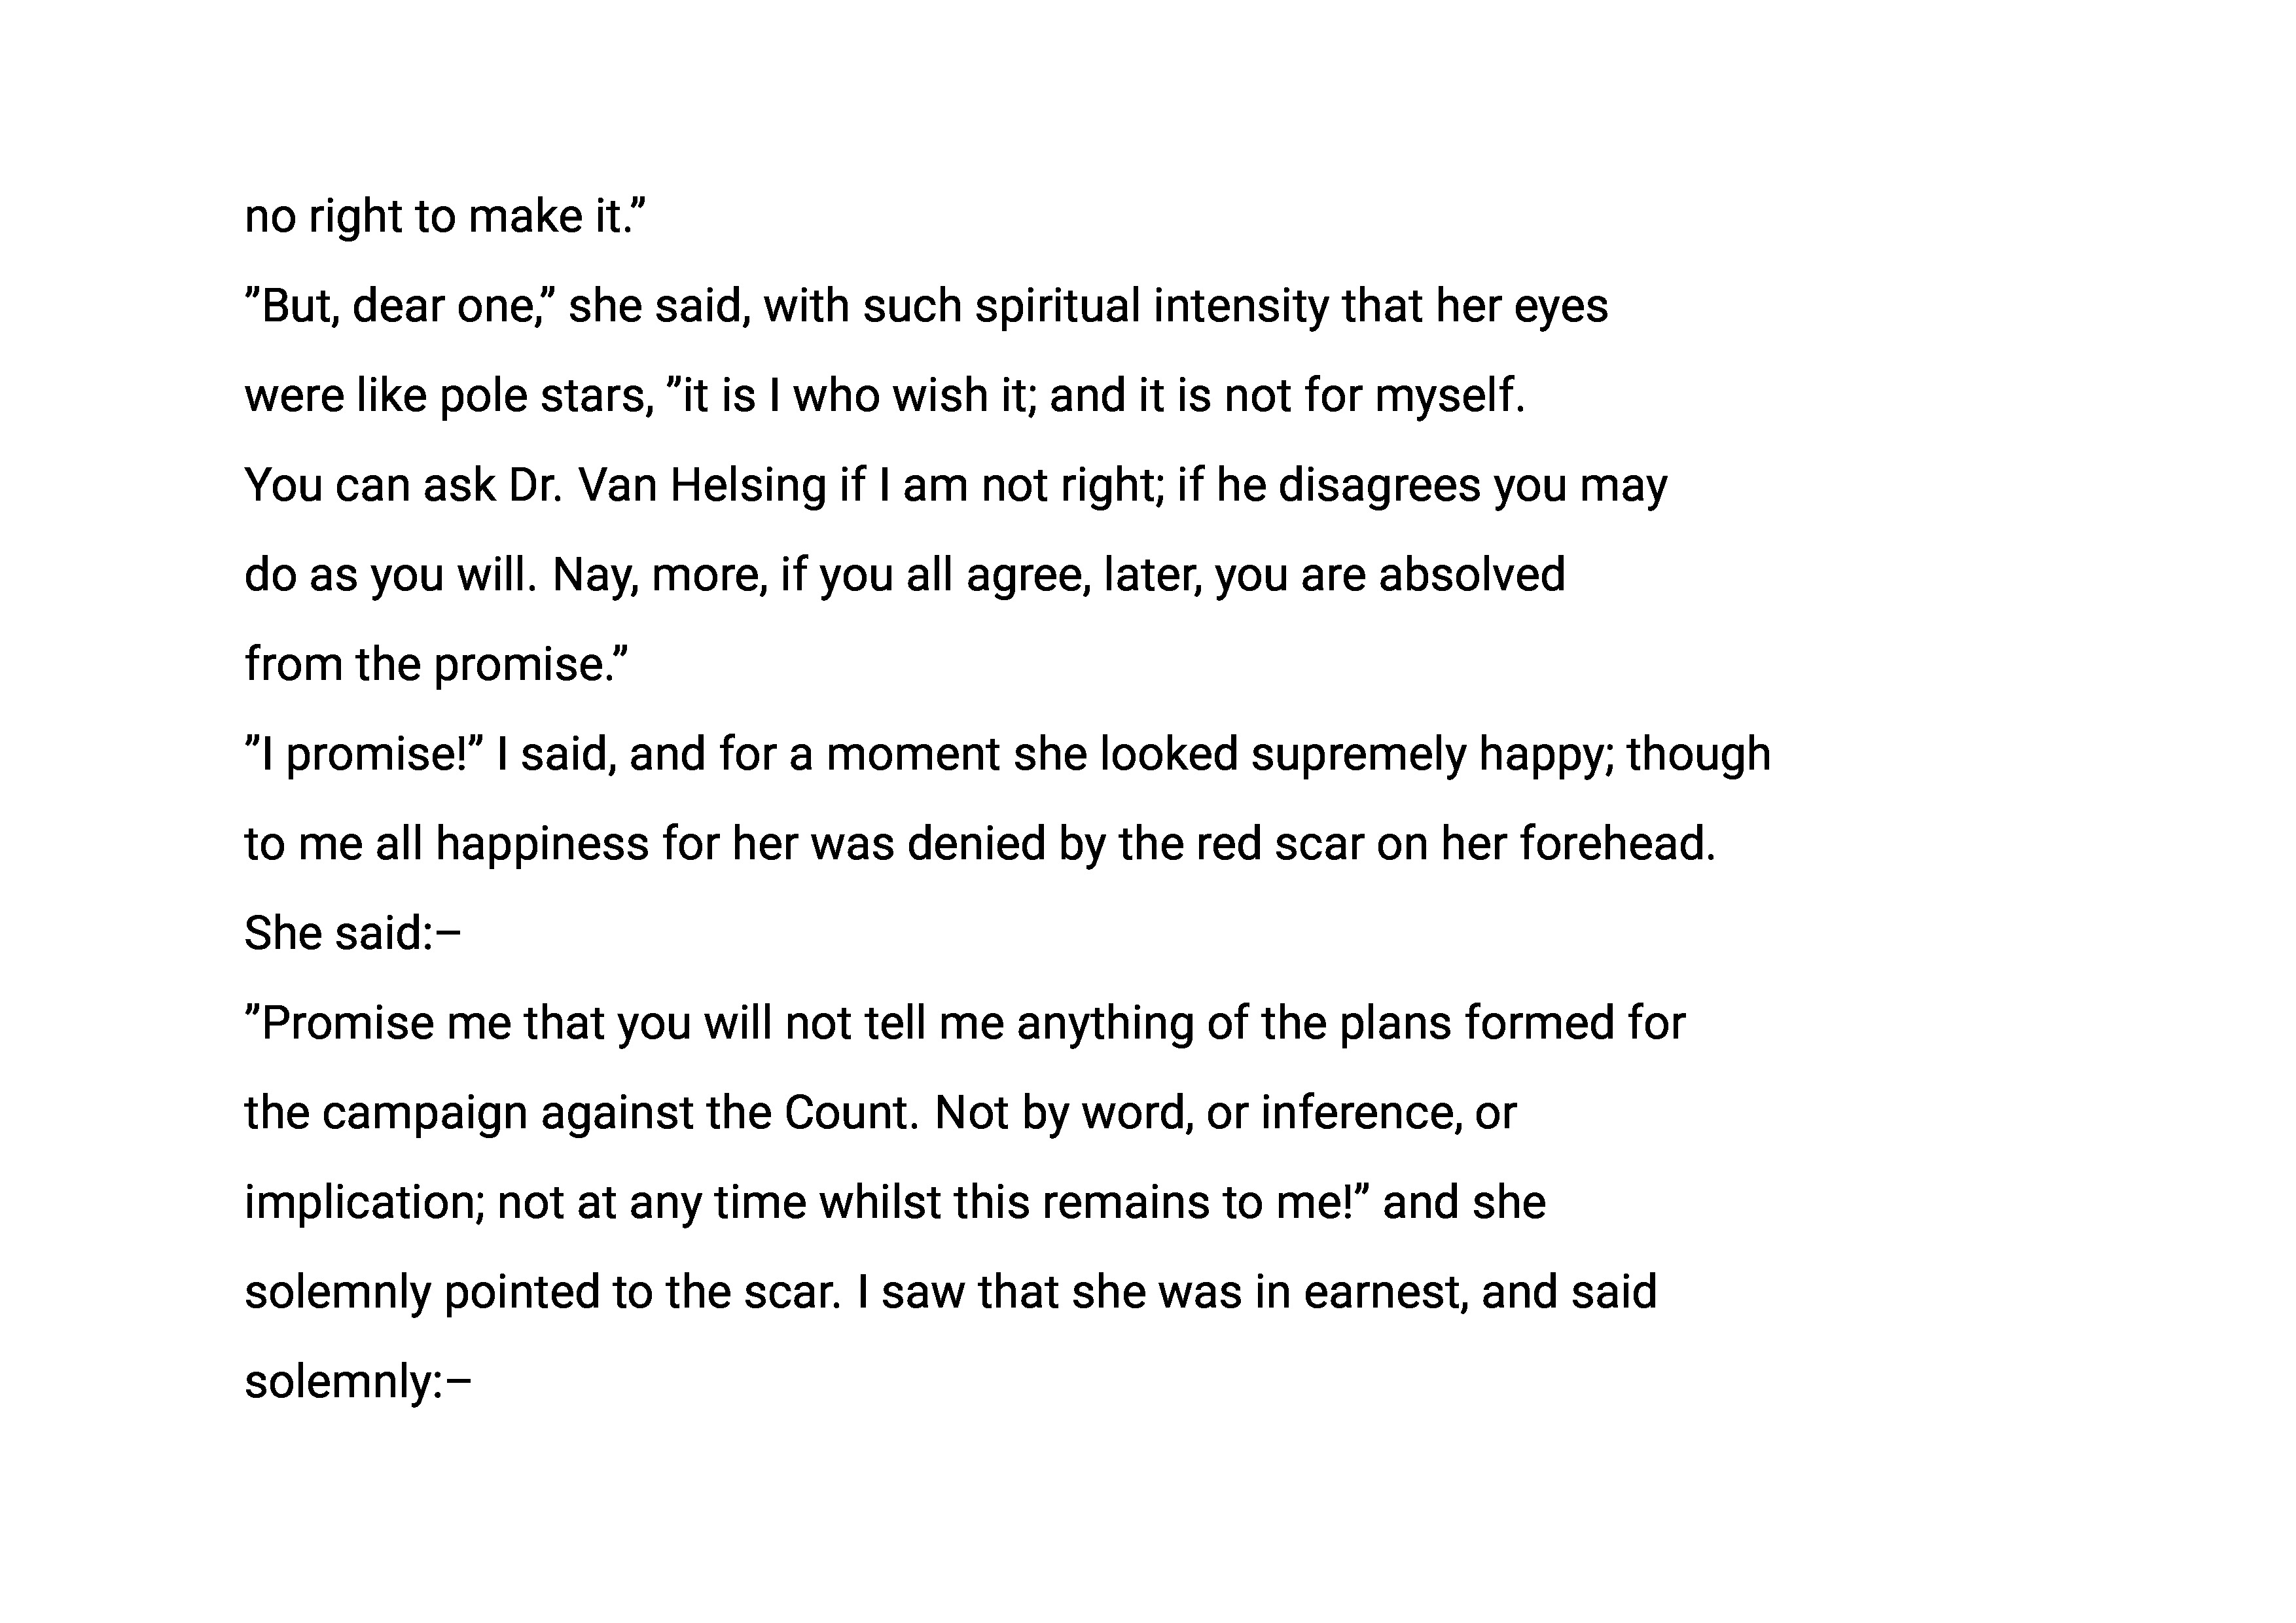 no right to make it.”
”But, dear one,” she said, with such spiritual intensity that her eyes
were like pole stars, ”it is I who wish it; and it is not for myself.
You can ask Dr. Van Helsing if I am not right; if he disagrees you may
do as you will. Nay, more, if you all agree, later, you are absolved
from the promise.”
”I promise!” I said, and for a moment she looked supremely happy; though
to me all happiness for her was denied by the red scar on her forehead.
She said:–
”Promise me that you will not tell me anything of the plans formed for
the campaign against the Count. Not by word, or inference, or
implication; not at any time whilst this remains to me!” and she
solemnly pointed to the scar. I saw that she was in earnest, and said
solemnly:–